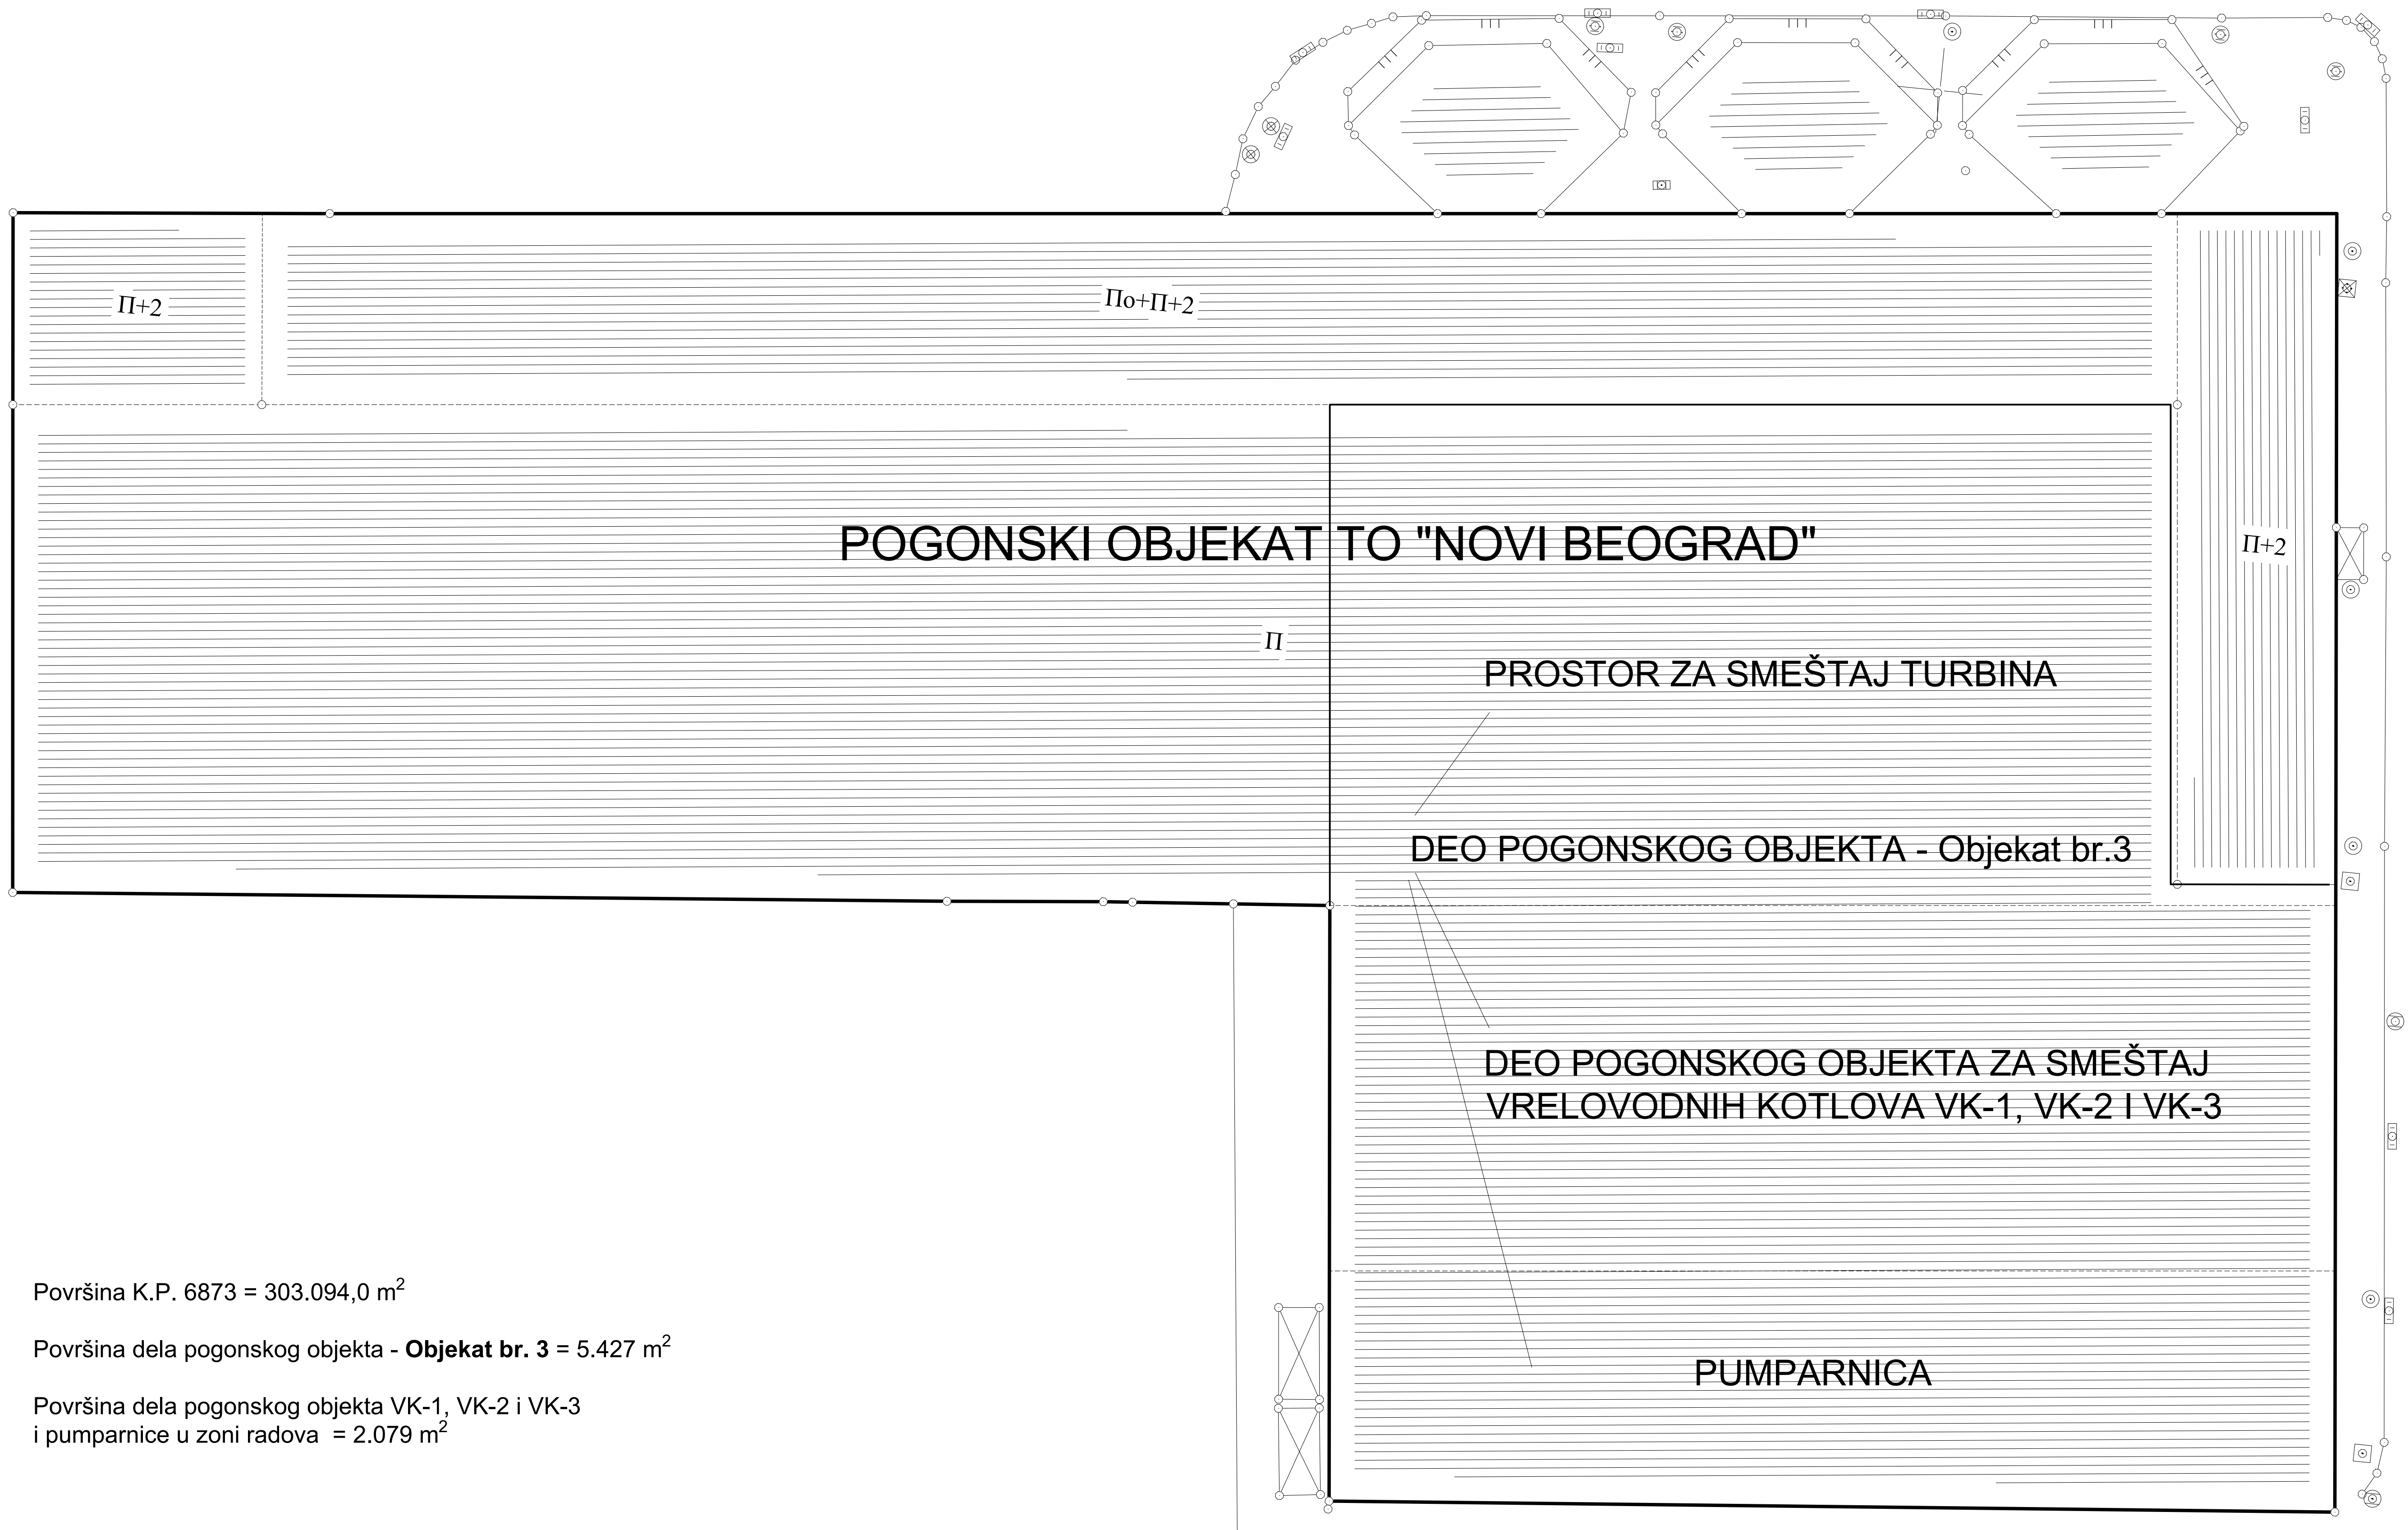 П+2
По+П+2
POGONSKI OBJEKAT TO "NOVI BEOGRAD"
П+2
П
PROSTOR ZA SMEŠTAJ TURBINA
DEO POGONSKOG OBJEKTA - Objekat br.3
DEO POGONSKOG OBJEKTA ZA SMEŠTAJ
VRELOVODNIH KOTLOVA VK-1, VK-2 I VK-3
PUMPARNICA
Površina K.P. 6873 = 303.094,0 m²
Površina dela pogonskog objekta - Objekat br. 3 = 5.427 m²
Površina dela pogonskog objekta VK-1, VK-2 i VK-3
i pumparnice u zoni radova = 2.079 m²